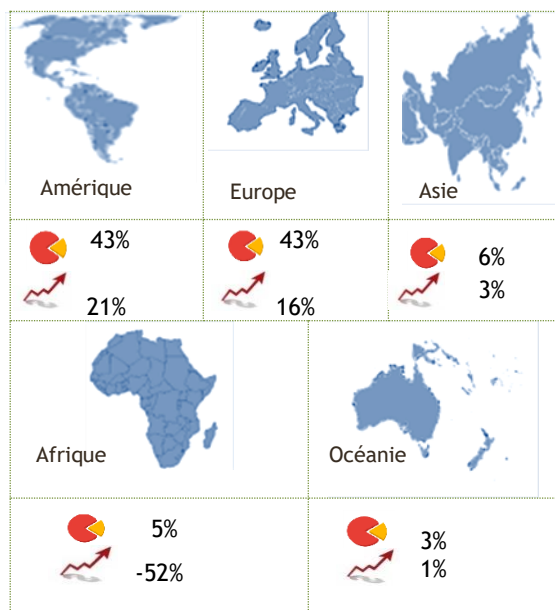 Amérique
Europe
Asie
43%
21%
43%
16%
6%
3%
Afrique
Océanie
5%
-52%
3%
1%